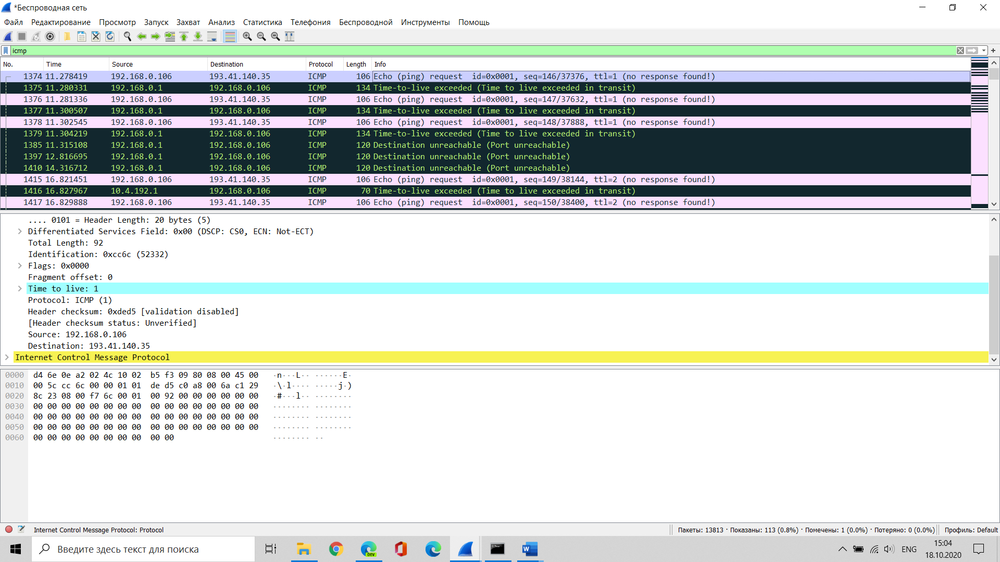 *Беспроводная сеть
Файл Редактирование Просмотр Запуск Захват Анализ Статистика Телефония Беспроводной Инструменты Помощь
icmp
No. Time Source Destination Protocol Length Info
1374 11.278419 192.168.0.106 193.41.140.35 ICMP 106 Echo (ping) request id=0x0001, seq=146/37376, ttl=1 (no response found!)
1375 11.280331 192.168.0.1 192.168.0.106 ICMP 134 Time-to-live exceeded (Time to live exceeded in transit)
1376 11.281336 192.168.0.106 193.41.140.35 ICMP 106 Echo (ping) request id=0x0001, seq=147/37632, ttl=1 (no response found!)
1377 11.300507 192.168.0.1 192.168.0.106 ICMP 134 Time-to-live exceeded (Time to live exceeded in transit)
1378 11.302545 192.168.0.106 193.41.140.35 ICMP 106 Echo (ping) request id=0x0001, seq=148/37888, ttl=1 (no response found!)
1379 11.304219 192.168.0.1 192.168.0.106 ICMP 134 Time-to-live exceeded (Time to live exceeded in transit)
1385 11.315108 192.168.0.1 192.168.0.106 ICMP 120 Destination unreachable (Port unreachable)
1397 12.816695 192.168.0.1 192.168.0.106 ICMP 120 Destination unreachable (Port unreachable)
1410 14.316712 192.168.0.1 192.168.0.106 ICMP 120 Destination unreachable (Port unreachable)
1415 16.821451 192.168.0.106 193.41.140.35 ICMP 106 Echo (ping) request id=0x0001, seq=149/38144, ttl=2 (no response found!)
1416 16.827967 10.4.192.1 192.168.0.106 ICMP 70 Time-to-live exceeded (Time to live exceeded in transit)
1417 16.829888 192.168.0.106 193.41.140.35 ICMP 106 Echo (ping) request id=0x0001, seq=150/38400, ttl=2 (no response found!)
.... 0101 = Header Length: 20 bytes (5)
Differentiated Services Field: 0x00 (DSCP: CS0, ECN: Not-ECT)
Total Length: 92
Identification: 0xcc6c (52332)
Flags: 0x0000
Fragment offset: 0
Time to live: 1
Protocol: ICMP (1)
Header checksum: 0xded5 [validation disabled]
[Header checksum status: Unverified]
Source: 192.168.0.106
Destination: 193.41.140.35
Internet Control Message Protocol
0000 d4 6e 0e a2 02 4c 10 02 b5 f3 09 80 08 00 45 00 ·n···L·· ······E·
0010 00 5c cc 6c 00 00 01 01 de d5 c0 a8 00 6a c1 29 ·\·l···· ·····j·)
0020 8c 23 08 00 f7 6c 00 01 00 92 00 00 00 00 00 00 ·#···l·· ········
0030 00 00 00 00 00 00 00 00 00 00 00 00 00 00 00 00 ········ ········
0040 00 00 00 00 00 00 00 00 00 00 00 00 00 00 00 00 ········ ········
0050 00 00 00 00 00 00 00 00 00 00 00 00 00 00 00 00 ········ ········
0060 00 00 00 00 00 00 00 00 00 00 ········ ··
Internet Control Message Protocol: Protocol Пакеты: 13813 · Показаны: 113 (0.8%) · Помечены: 1 (0.0%) · Потеряно: 0 (0.0%) Профиль: Default
Введите здесь текст для поиска
DEV
W
ENG
15:04
18.10.2020